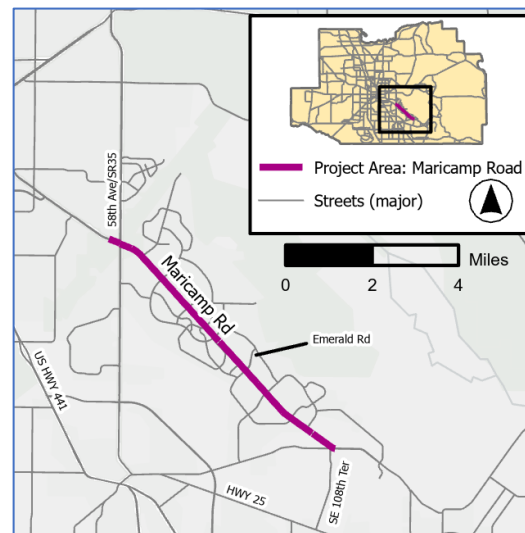 Project Area: Maricamp Road
Streets (major)
Miles
0 2 4
58th Ave/SR35
Maricamp Rd
Emerald Rd
US HWY 441
HWY 25
SE 108th Ter